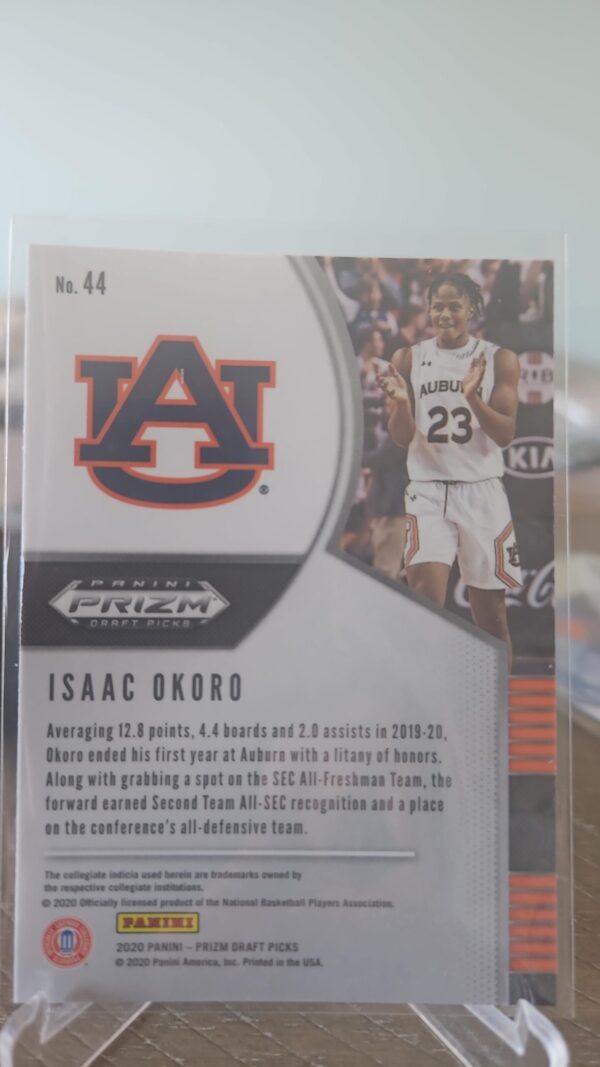 No. 44
AU
®
AUBURN
23
KIA
PANINI
PRIZM
DRAFT PICKS
ISAAC OKORO
Averaging 12.8 points, 4.4 boards and 2.0 assists in 2019-20,
Okoro ended his first year at Auburn with a litany of honors.
Along with grabbing a spot on the SEC All-Freshman Team, the
forward earned Second Team All-SEC recognition and a place
on the conference's all-defensive team.
The collegiate indicia used herein are trademarks owned by
the respective collegiate institutions.
© 2020 Officially licensed product of the National Basketball Players Association.
PANINI
2020 PANINI – PRIZM DRAFT PICKS
© 2020 Panini America, Inc. Printed in the USA.